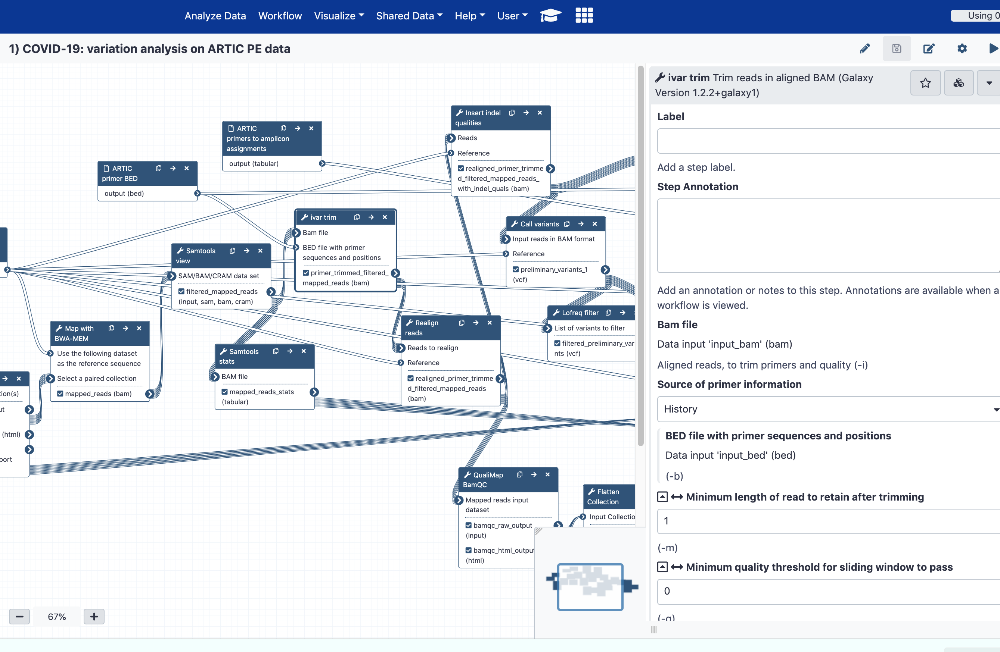 Analyze Data Workflow Visualize Shared Data Help User
Using 0
1) COVID-19: variation analysis on ARTIC PE data
ARTIC
primers to amplicon
assignments
output (tabular)
ARTIC
primer BED
output (bed)
Insert indel
qualities
Reads
Reference
realigned_primer_trimme
d_filtered_mapped_reads_
with_indel_quals (bam)
ivar trim
Bam file
BED file with primer
sequences and positions
primer_trimmed_filtered_
mapped_reads (bam)
Call variants
Input reads in BAM format
Reference
preliminary_variants_1
(vcf)
Samtools
view
SAM/BAM/CRAM data set
filtered_mapped_reads
(input, sam, bam, cram)
Lofreq filter
List of variants to filter
filtered_preliminary_var
nts (vcf)
Map with
BWA-MEM
Use the following dataset
as the reference sequence
Select a paired collection
mapped_reads (bam)
Realign
reads
Reads to realign
Reference
realigned_primer_trimme
d_filtered_mapped_reads
(bam)
Samtools
stats
BAM file
mapped_reads_stats
(tabular)
tion(s)
ut
(html)
port
QualiMap
BamQC
Mapped reads input
dataset
bamqc_raw_output
(input)
bamqc_html_output
(html)
Flatten
Collection
Input Collectio
67%
ivar trim Trim reads in aligned BAM (Galaxy
Version 1.2.2+galaxy1)
Label
Add a step label.
Step Annotation
Add an annotation or notes to this step. Annotations are available when a
workflow is viewed.
Bam file
Data input 'input_bam' (bam)
Aligned reads, to trim primers and quality (-i)
Source of primer information
History
BED file with primer sequences and positions
Data input 'input_bed' (bed)
(-b)
Minimum length of read to retain after trimming
1
(-m)
Minimum quality threshold for sliding window to pass
0
(-q)